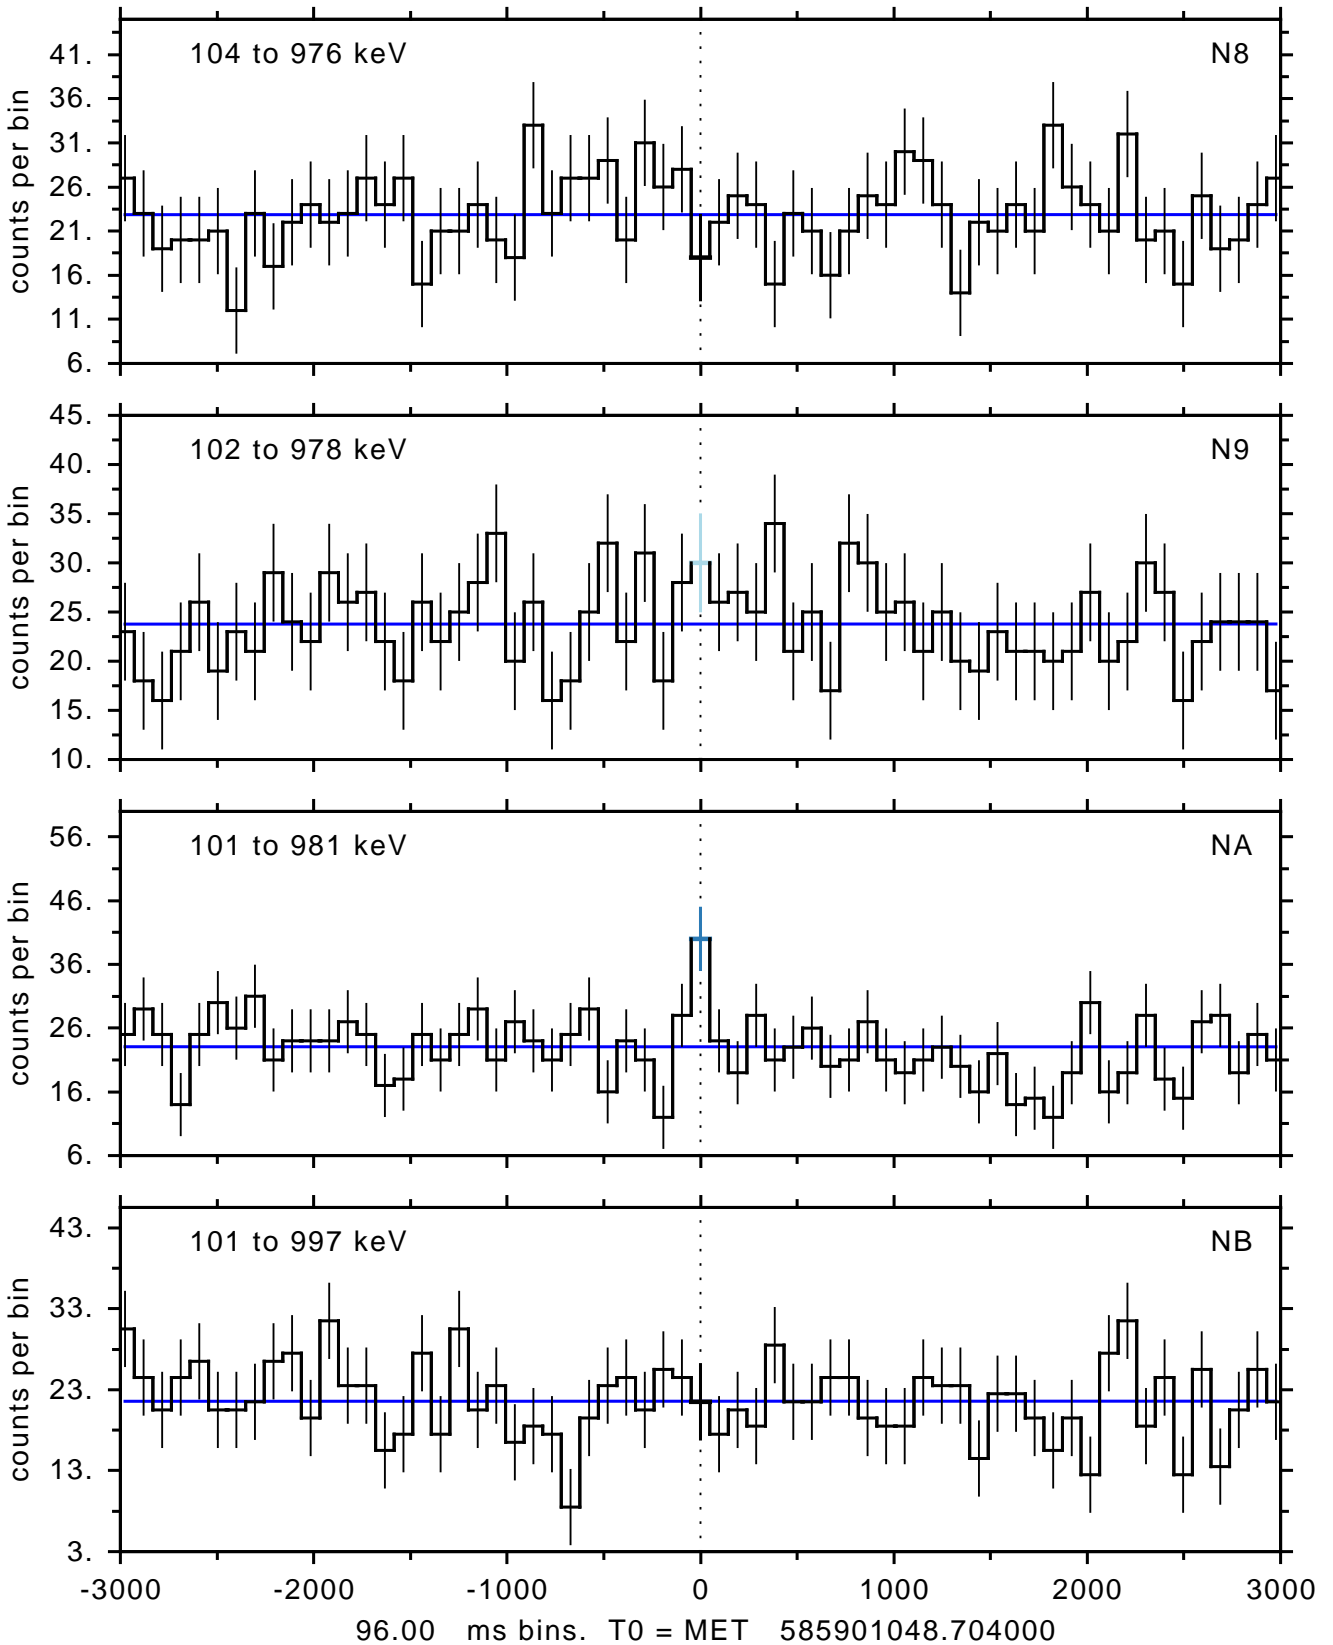 104 to 976 keV N8
41.
36.
31.
26.
21.
16.
11.
6.
counts per bin
102 to 978 keV N9
45.
40.
35.
30.
25.
20.
15.
10.
counts per bin
101 to 981 keV NA
56.
46.
36.
26.
16.
6.
counts per bin
101 to 997 keV NB
43.
33.
23.
13.
3.
counts per bin
-3000 -2000 -1000 0 1000 2000 3000
96.00 ms bins. T0 = MET 585901048.704000